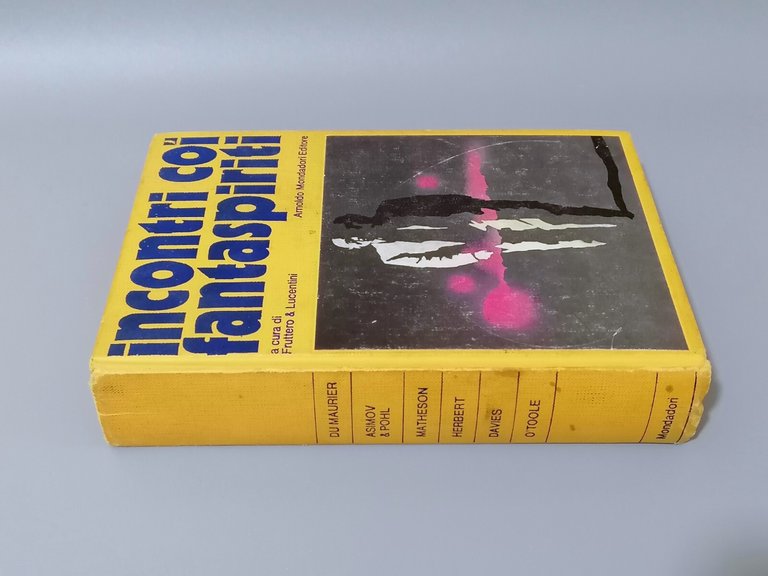 incontri coi
fantaspiriti
a cura di
Fruttero & Lucentini
Arnoldo Mondadori Editore
DU MAURIER
ASIMOV
& POHL
MATHESON
HERBERT
DAVIES
O'TOOLE
Mondadori